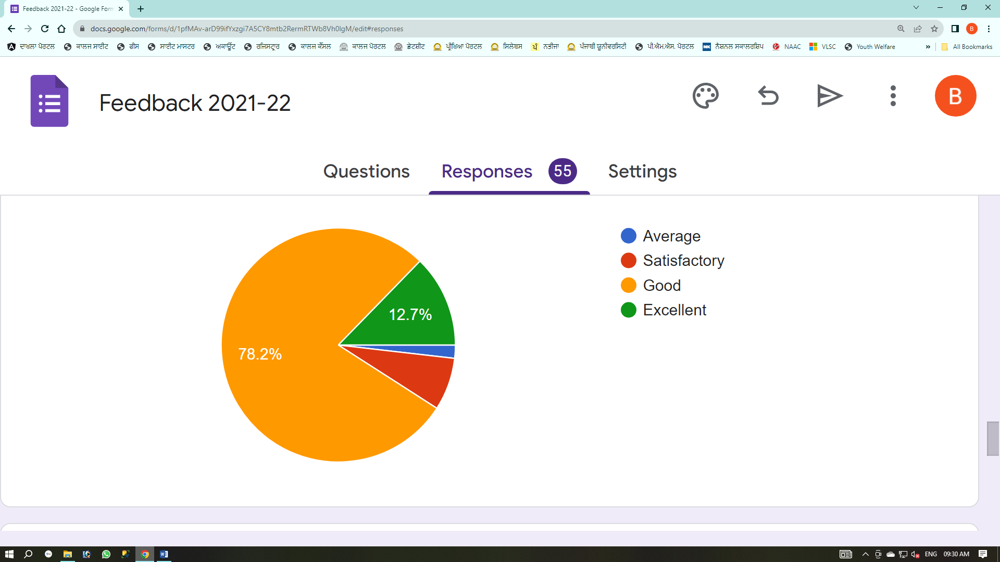 Feedback 2021-22 - Google Form
docs.google.com/forms/d/1pfMAv-arD99ifYxzgi7A5CY8mtb2RermRTWb8Vh0lgM/edit#responses
B
ਦਾਖਲਾ ਪੋਰਟਲ ਕਾਲਜ ਸਾਈਟ ਫੀਸ ਸਾਈਟ ਮਾਸਟਰ ਅਕਾਊਂਟ ਰਜਿਸਟ੍ਰਾਰ ਕਾਲਜ ਕੌਂਸਲ ਕਾਲਜ ਪੋਰਟਲ ਡੇਟਸ਼ੀਟ ਪ੍ਰੀਖਿਆ ਪੋਰਟਲ ਸਿਲੇਬਸ ਪੰ ਨਤੀਜਾ ਪੰਜਾਬੀ ਯੂਨੀਵਰਸਿਟੀ ਪੀ.ਐਮ.ਐਸ. ਪੋਰਟਲ NK ਨੈਸ਼ਨਲ ਸਕਾਲਰਸ਼ਿਪ NAAC VLSC Youth Welfare » All Bookmarks
Feedback 2021-22
B
Questions Responses 55 Settings
Average
Satisfactory
Good
Excellent
12.7%
78.2%
ENG 09:30 AM